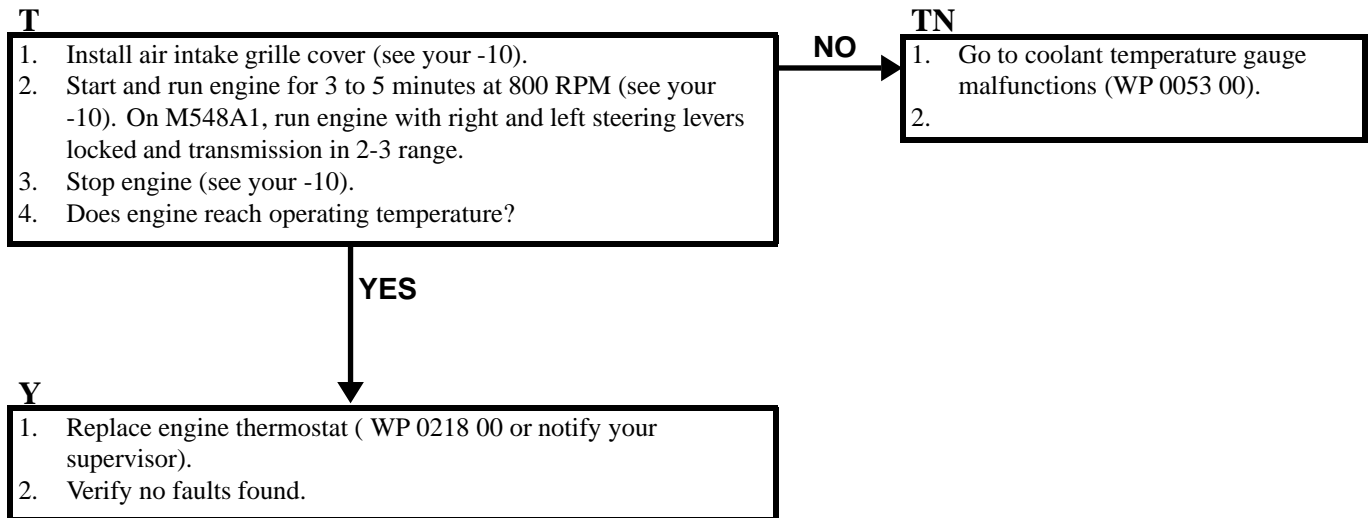 T
1. Install air intake grille cover (see your -10).
2. Start and run engine for 3 to 5 minutes at 800 RPM (see your
-10). On M548A1, run engine with right and left steering levers
locked and transmission in 2-3 range.
3. Stop engine (see your -10).
4. Does engine reach operating temperature?
NO
TN
1. Go to coolant temperature gauge
malfunctions (WP 0053 00).
2.
YES
Y
1. Replace engine thermostat ( WP 0218 00 or notify your
supervisor).
2. Verify no faults found.